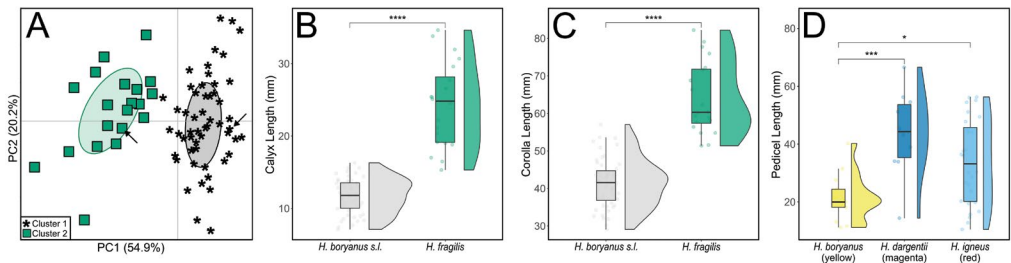 A
PC2 (20.2%)
PC1 (54.9%)
Cluster 1
Cluster 2
B
****
Calyx Length (mm)
30
20
10
H. boryanus s.l.
H. fragilis
C
****
Corolla Length (mm)
80
70
60
50
40
30
H. boryanus s.l.
H. fragilis
D
*
***
Pedicel Length (mm)
80
60
40
20
H. boryanus
(yellow)
H. dargentii
(magenta)
H. igneus
(red)